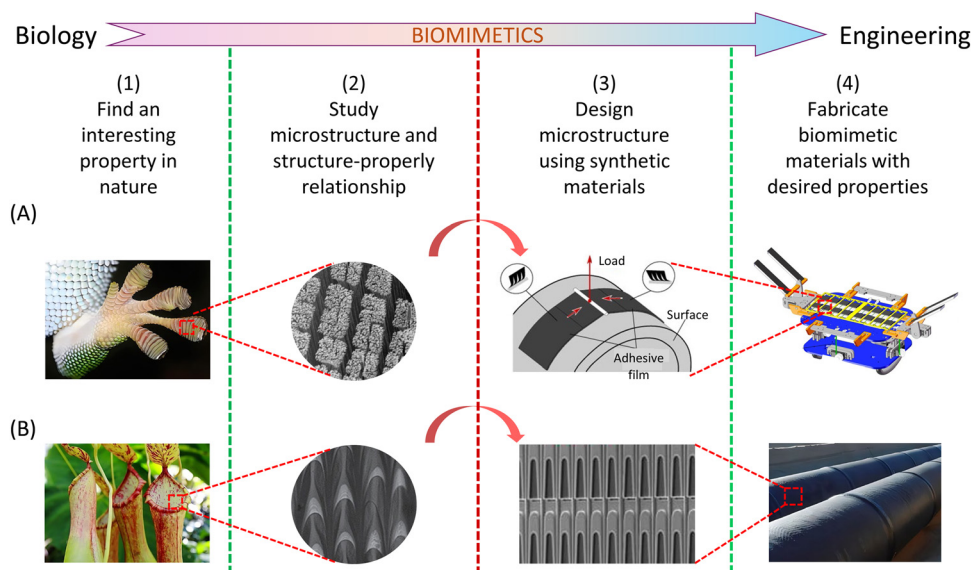 Biology
BIOMIMETICS
Engineering
(1)
Find an
interesting
property in
nature
(2)
Study
microstructure and
structure-properly
relationship
(3)
Design
microstructure
using synthetic
materials
(4)
Fabricate
biomimetic
materials with
desired properties
(A)
Load
Surface
Adhesive
film
(B)